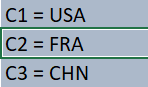 C1 = USA
C2 = FRA
C3 = CHN